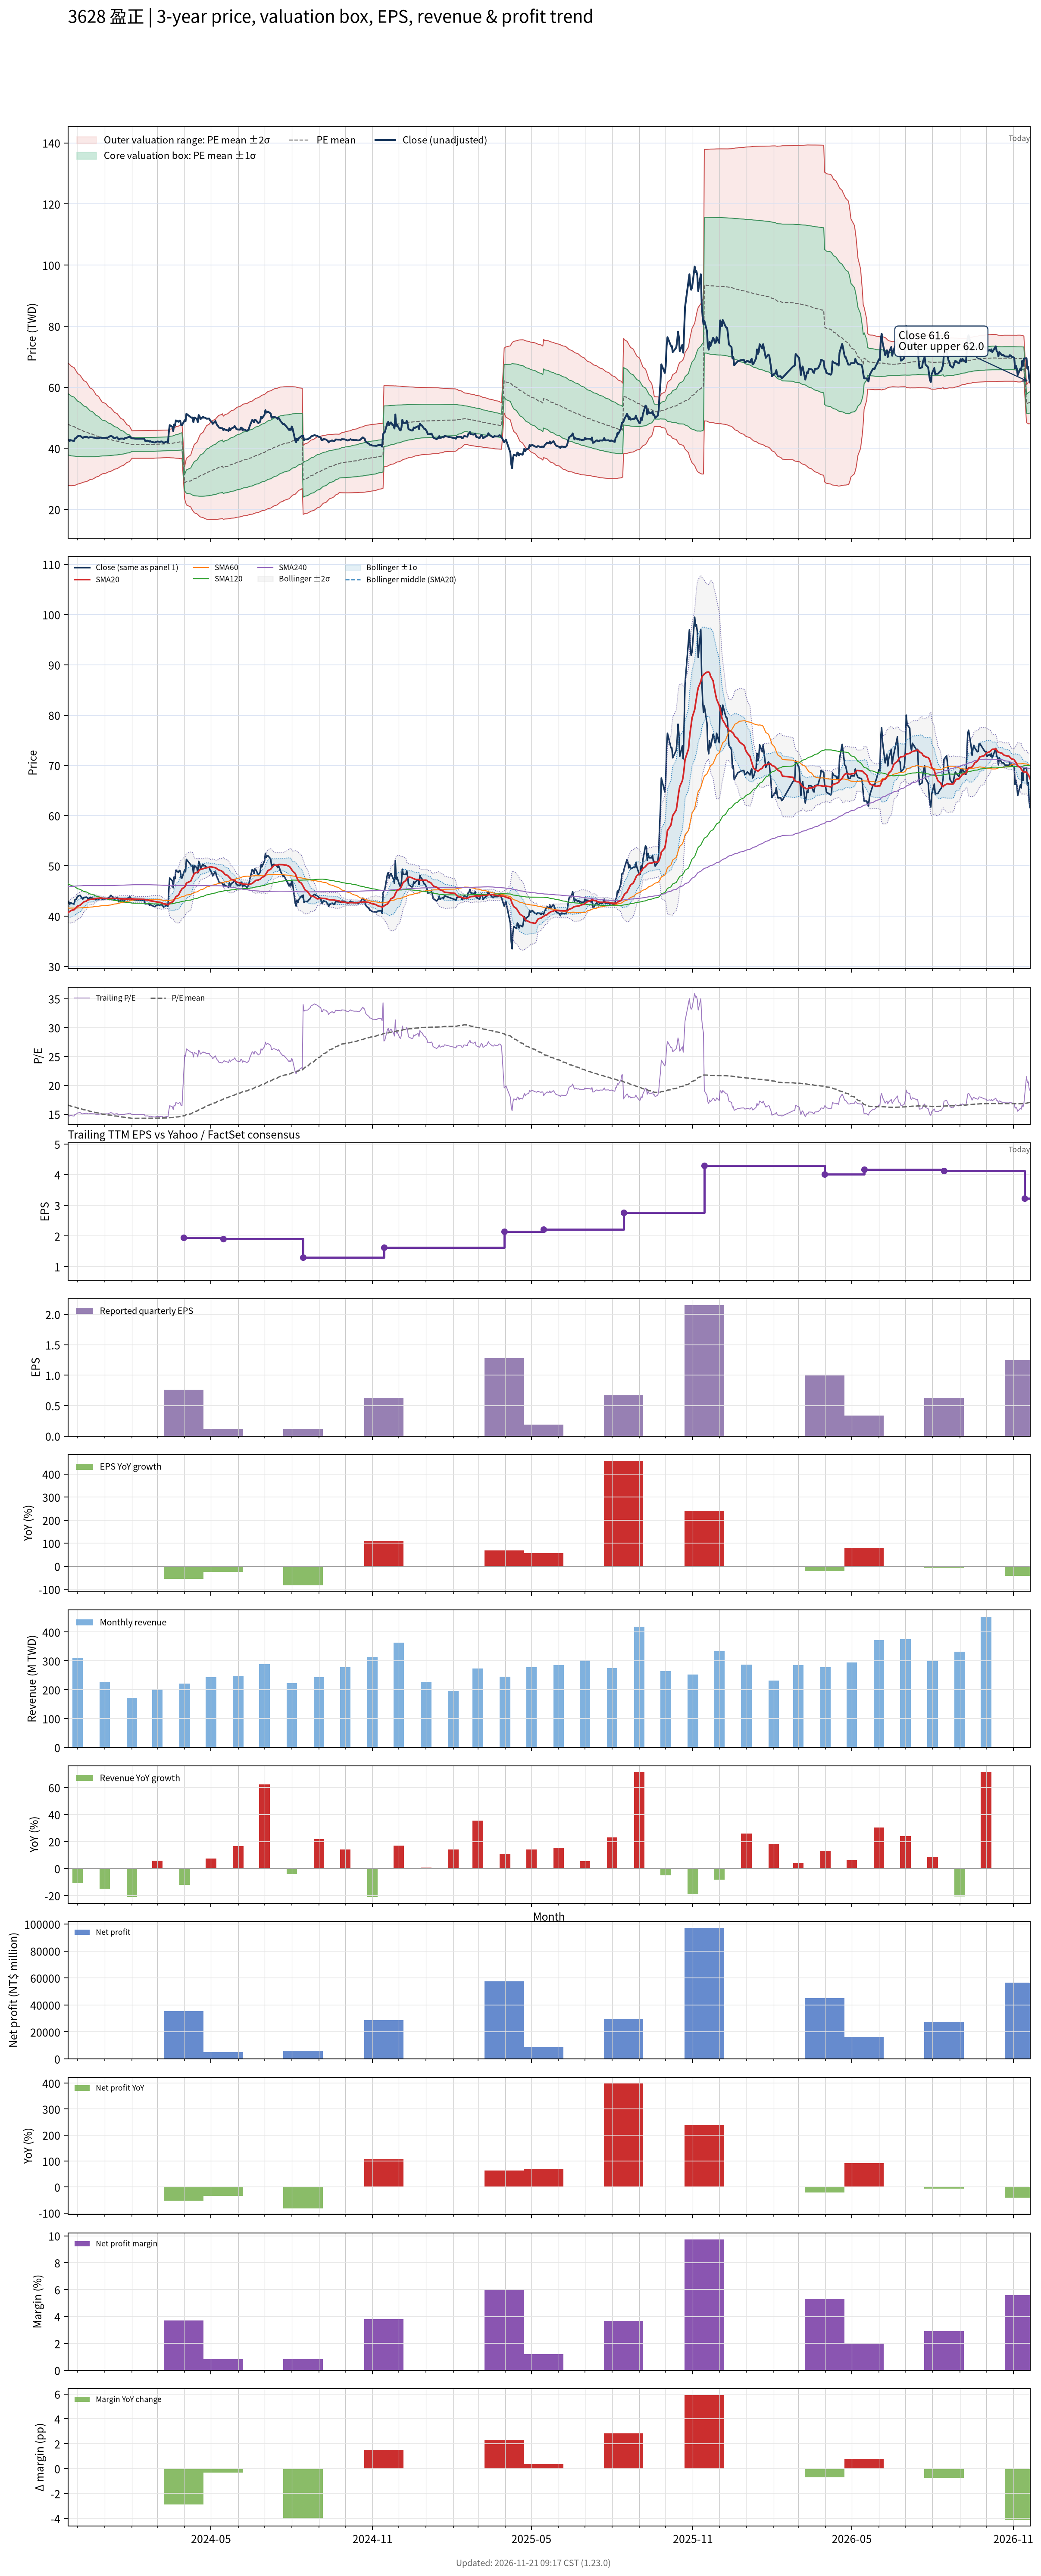 3628 盈正 | 3-year price, valuation box, EPS, revenue & profit trend
Outer valuation range: PE mean ±2σ
PE mean
Close (unadjusted)
Core valuation box: PE mean ±1σ
Today
Close 61.6
Outer upper 62.0
Price (TWD)
140
120
100
80
60
40
20
Close (same as panel 1)
SMA20
SMA60
SMA120
SMA240
Bollinger ±2σ
Bollinger ±1σ
Bollinger middle (SMA20)
Price
110
100
90
80
70
60
50
40
30
Trailing P/E
P/E mean
P/E
35
30
25
20
15
Trailing TTM EPS vs Yahoo / FactSet consensus
Today
EPS
5
4
3
2
1
Reported quarterly EPS
EPS
2.0
1.5
1.0
0.5
0.0
EPS YoY growth
YoY (%)
400
300
200
100
0
-100
Monthly revenue
Revenue (M TWD)
400
300
200
100
0
Revenue YoY growth
YoY (%)
60
40
20
0
-20
Month
Net profit
Net profit (NT$ million)
100000
80000
60000
40000
20000
0
Net profit YoY
YoY (%)
400
300
200
100
0
-100
Net profit margin
Margin (%)
10
8
6
4
2
0
Margin YoY change
Δ margin (pp)
6
4
2
0
-2
-4
2024-05
2024-11
2025-05
2025-11
2026-05
2026-11
Updated: 2026-11-21 09:17 CST (1.23.0)